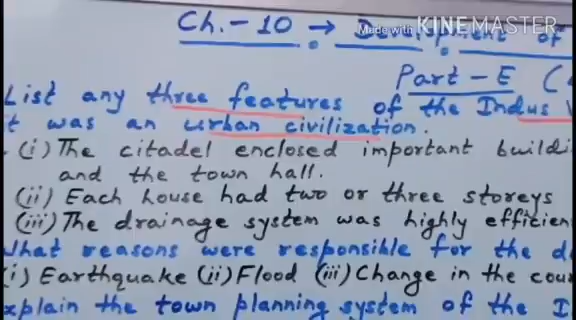 Ch.-10 → Development of
Made with KINEMASTER
Part-E (
List any three features of the Indus V
it was an urban civilization.
(i) The citadel enclosed important buildi
and the town hall.
(ii) Each house had two or three storeys
(iii) The drainage system was highly efficien
What reasons were responsible for the d
(i) Earthquake (ii) Flood (iii) Change in the cou
xplain the town planning system of the I